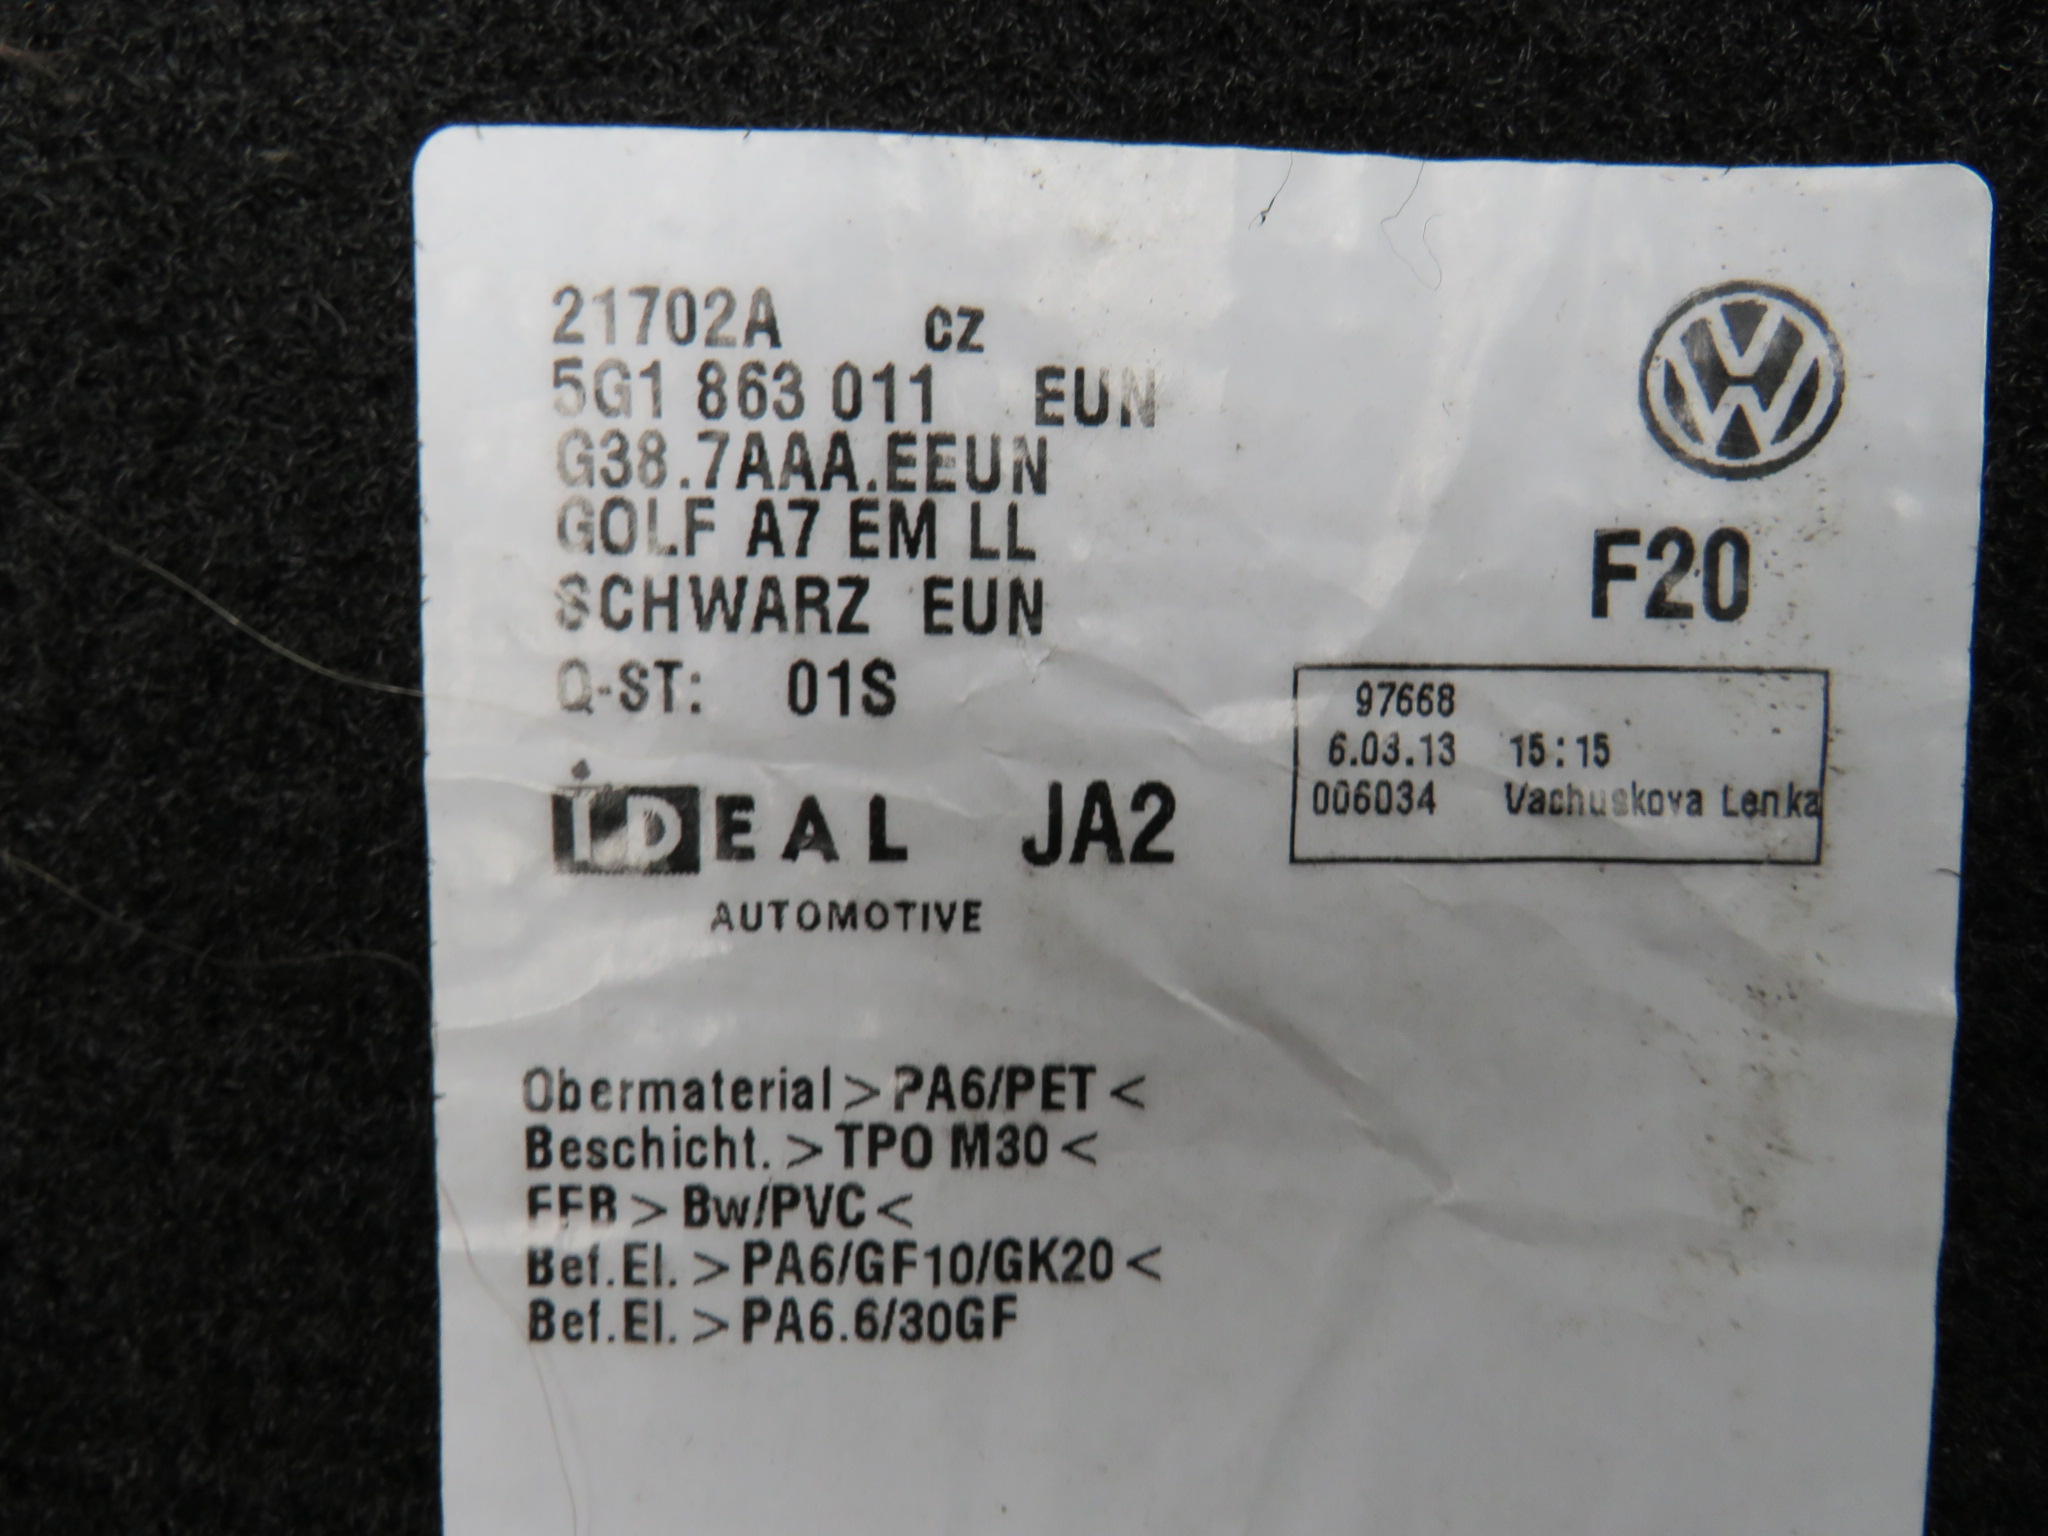 21702A CZ
5G1 863 011 EUN
G38.7AAA.EEUN
GOLF A7 EM LL
SCHWARZ EUN
Q-ST: 01S
VW
F20
97668
6.03.13 15:15
006034 Vachuskova Lenka
iDEAL JA2
AUTOMOTIVE
Obermaterial > PA6/PET <
Beschicht. > TPO M30 <
EFB > Bw/PVC <
Bef.El. > PA6/GF10/GK20 <
Bef.El. > PA6.6/30GF